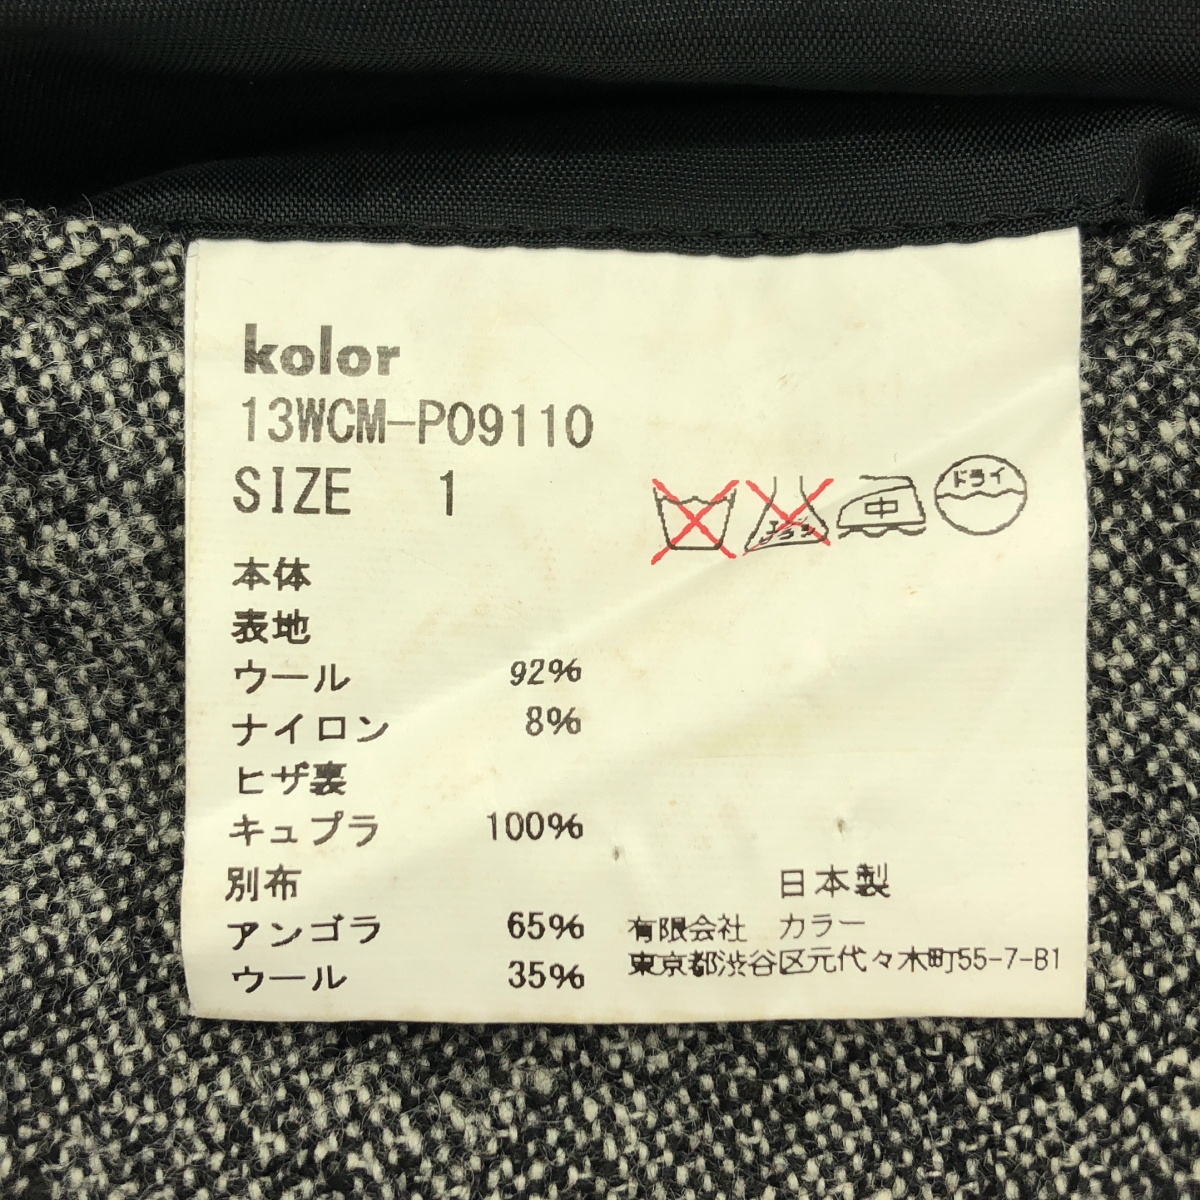 kolor
13WCM-P09110
SIZE 1
中
ドライ
本体
表地
ウール 92%
ナイロン 8%
ヒザ裏
キュプラ 100%
別布
アンゴラ 65%
ウール 35%
日本製
有限会社 カラー
東京都渋谷区元代々木町55-7-B1